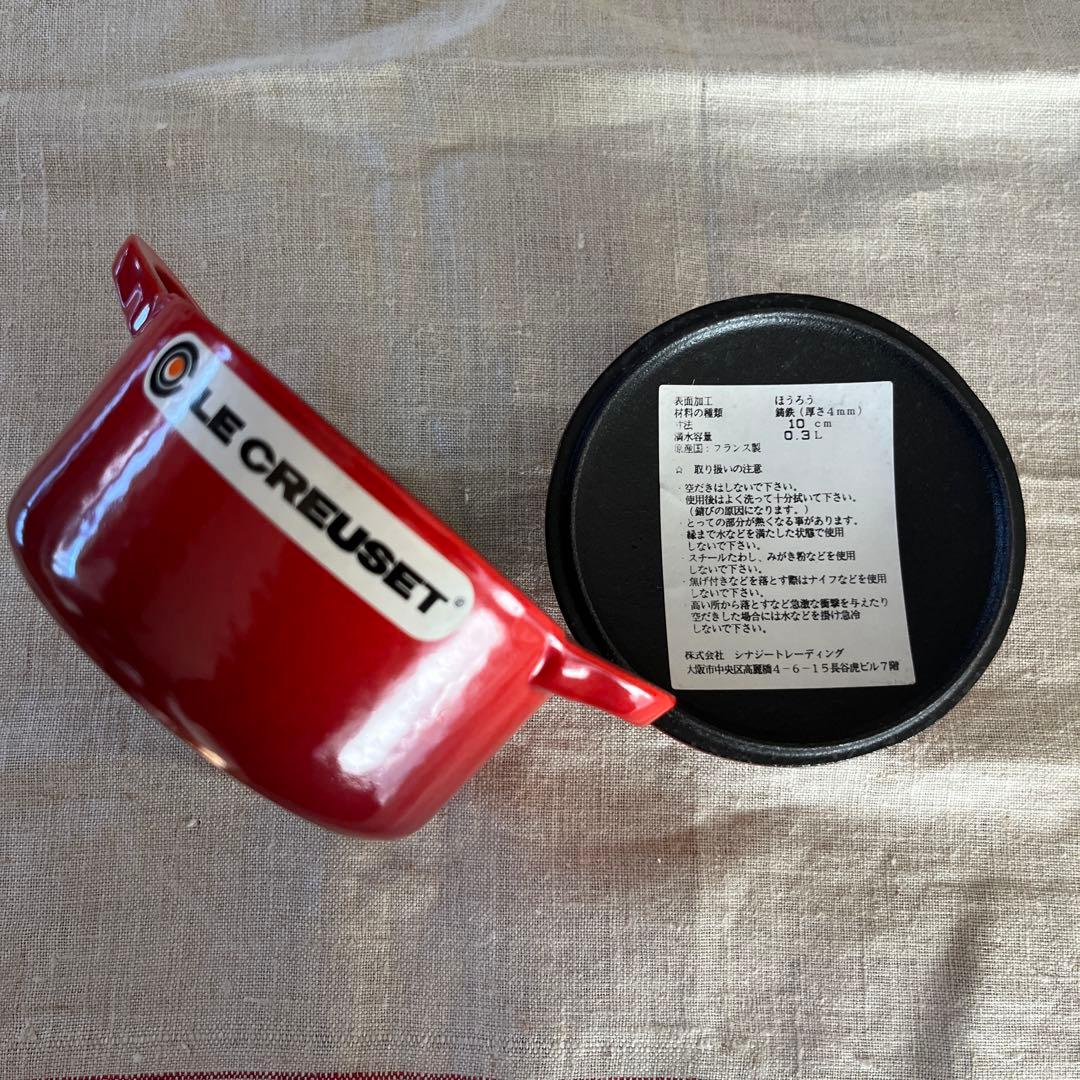 LE CREUSET
表面加工 ほうろう
材料の種類 鋳鉄（厚さ4mm）
寸法 10 cm
満水容量 0.3L
原産国：フランス製
☆ 取り扱いの注意
・空だきはしないで下さい。
使用後はよく洗って十分拭いて下さい。
（錆びの原因になります。）
・とっての部分が熱くなる事があります。
縁まで水などを満たした状態で使用
しないで下さい。
・スチールたわし、みがき粉などを使用
しないで下さい。
・焦げ付きなどを落とす際はナイフなどを使用
しないで下さい。
・高い所から落とすなど急激な衝撃を与えたり
空だきした場合には水などを掛け急冷
しないで下さい。
株式会社 シナジートレーディング
大阪市中央区高麗橋4-6-15長谷虎ビル7階